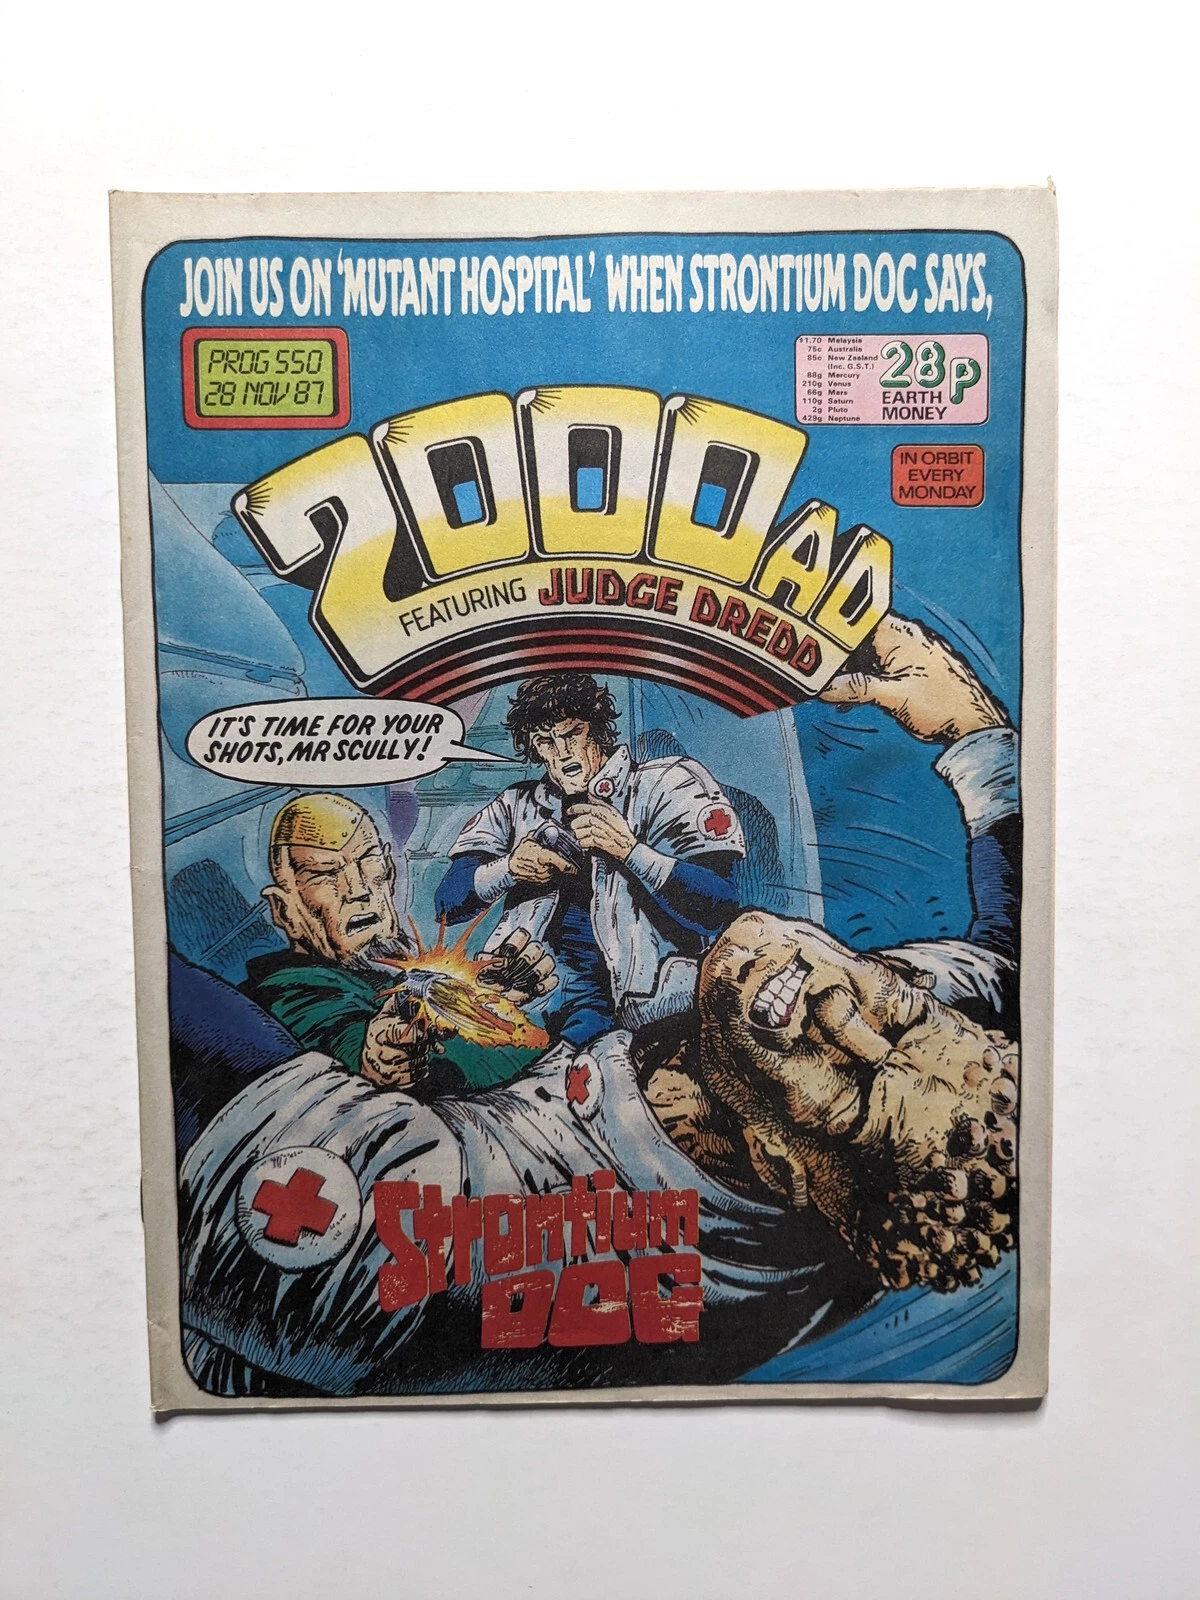 JOIN US ON 'MUTANT HOSPITAL' WHEN STRONTIUM DOC SAYS,
PROG 550
28 NOV 87
$1.70 Malaysia
75c Australia
85c New Zealand
(Inc. G.S.T.)
88g Mercury
210g Venus
66g Mars
110g Saturn
2g Pluto
429g Neptune
28p
EARTH
MONEY
IN ORBIT
EVERY
MONDAY
2000 AD
FEATURING JUDGE DREDD
IT'S TIME FOR YOUR
SHOTS, MR SCULLY!
Strontium
DOG